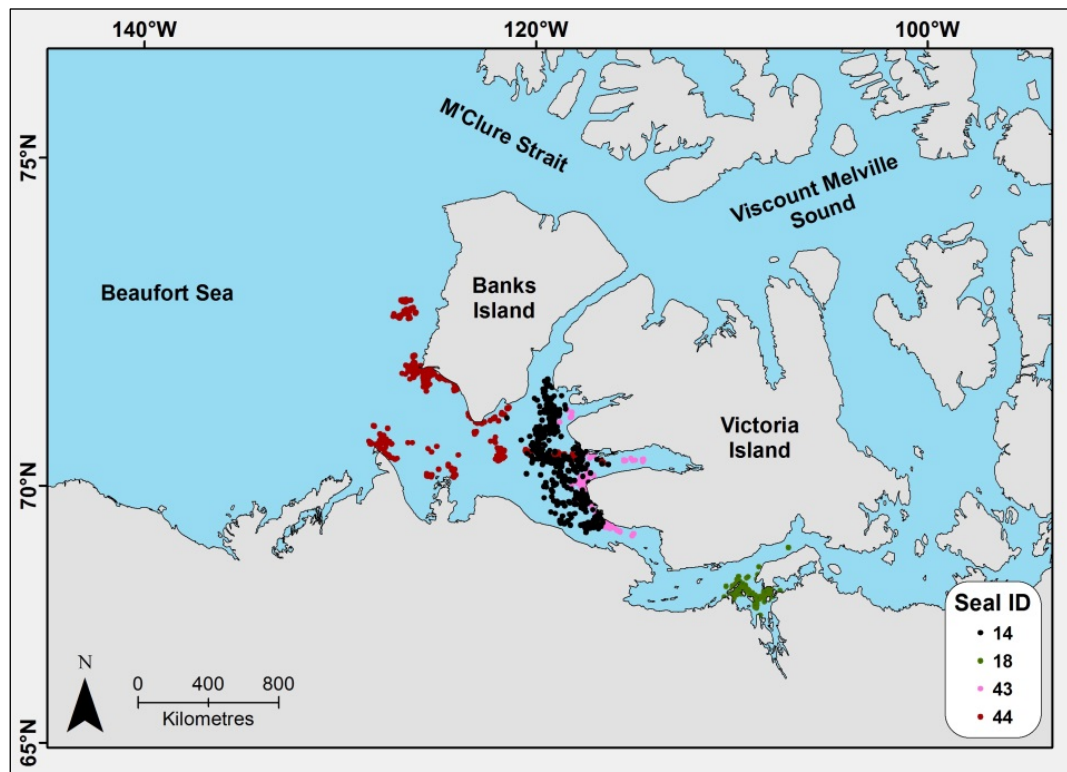 140°W
120°W
100°W
75°N
M'Clure Strait
Viscount Melville
Sound
Beaufort Sea
Banks
Island
Victoria
Island
70°N
Seal ID
14
18
43
44
N
0 400 800
Kilometres
65°N